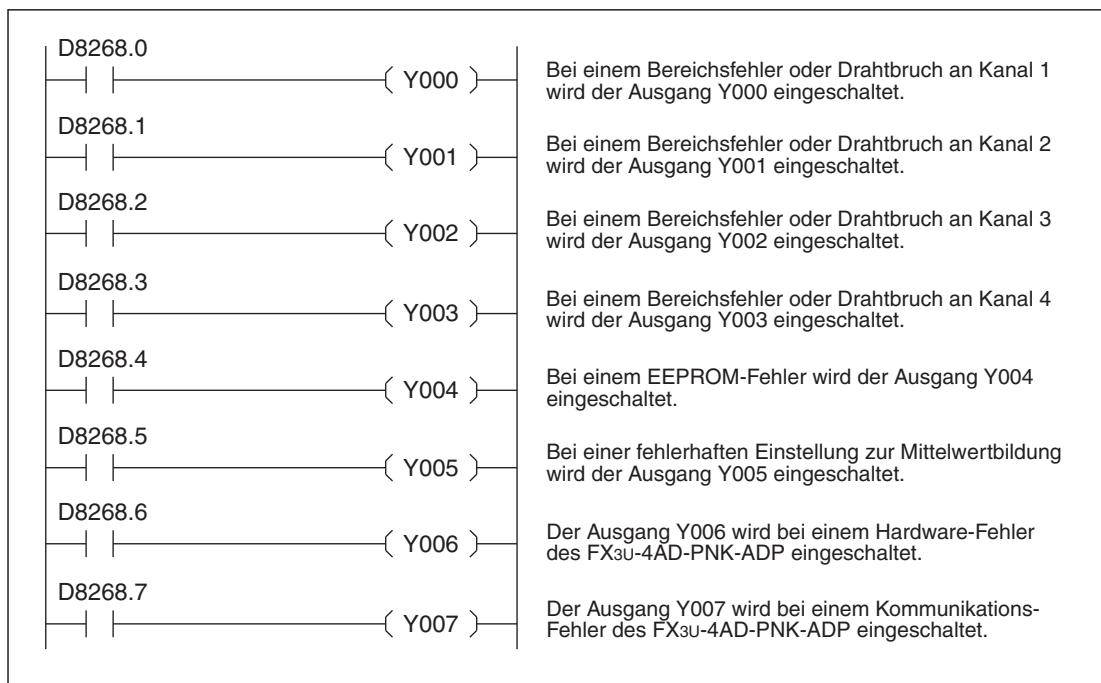 D8268.0
Y000
Bei einem Bereichsfehler oder Drahtbruch an Kanal 1
wird der Ausgang Y000 eingeschaltet.
D8268.1
Y001
Bei einem Bereichsfehler oder Drahtbruch an Kanal 2
wird der Ausgang Y001 eingeschaltet.
D8268.2
Y002
Bei einem Bereichsfehler oder Drahtbruch an Kanal 3
wird der Ausgang Y002 eingeschaltet.
D8268.3
Y003
Bei einem Bereichsfehler oder Drahtbruch an Kanal 4
wird der Ausgang Y003 eingeschaltet.
D8268.4
Y004
Bei einem EEPROM-Fehler wird der Ausgang Y004
eingeschaltet.
D8268.5
Y005
Bei einer fehlerhaften Einstellung zur Mittelwertbildung
wird der Ausgang Y005 eingeschaltet.
D8268.6
Y006
Der Ausgang Y006 wird bei einem Hardware-Fehler
des FX3U-4AD-PNK-ADP eingeschaltet.
D8268.7
Y007
Der Ausgang Y007 wird bei einem Kommunikations-
Fehler des FX3U-4AD-PNK-ADP eingeschaltet.